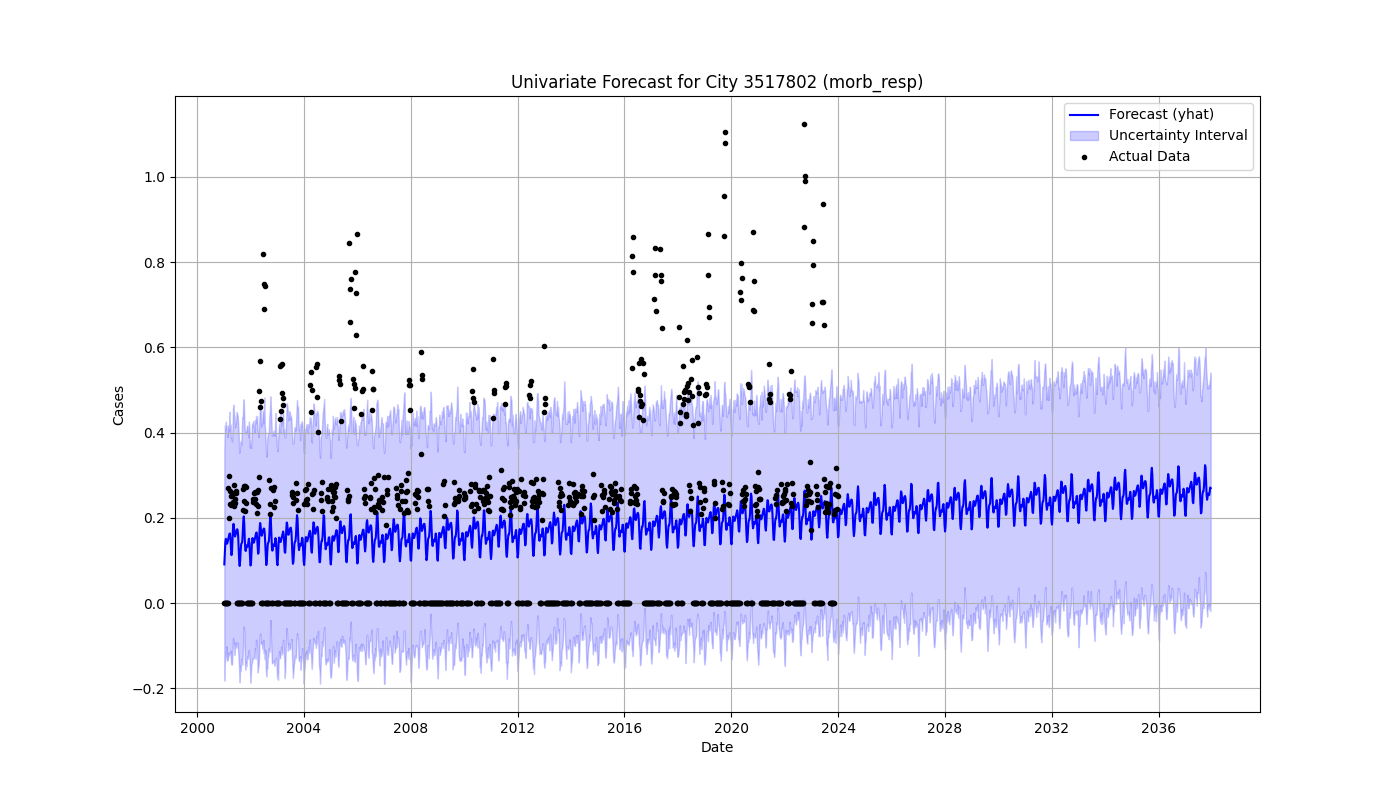 Univariate Forecast for City 3517802 (morb_resp)
Forecast (yhat)
Uncertainty Interval
Actual Data
Cases
1.0
0.8
0.6
0.4
0.2
0.0
−0.2
2000 2004 2008 2012 2016 2020 2024 2028 2032 2036
Date